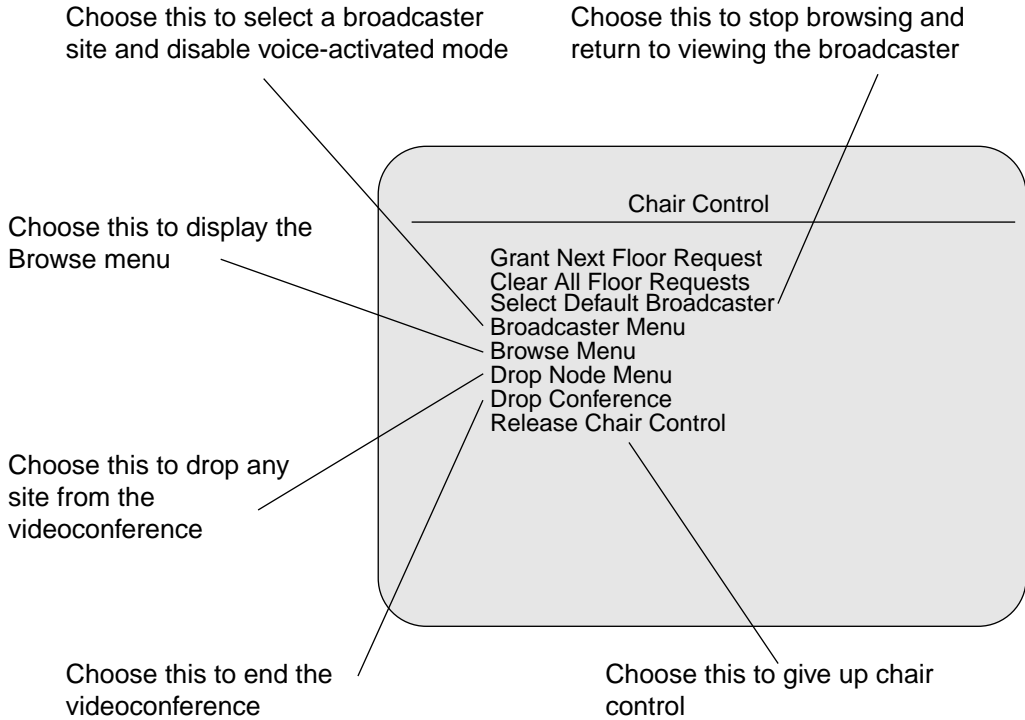 Choose this to select a broadcaster
site and disable voice-activated mode
Choose this to stop browsing and
return to viewing the broadcaster
Chair Control
Choose this to display the
Browse menu
Grant Next Floor Request
Clear All Floor Requests
Select Default Broadcaster
Broadcaster Menu
Browse Menu
Drop Node Menu
Drop Conference
Release Chair Control
Choose this to drop any
site from the
videoconference
Choose this to end the
videoconference
Choose this to give up chair
control